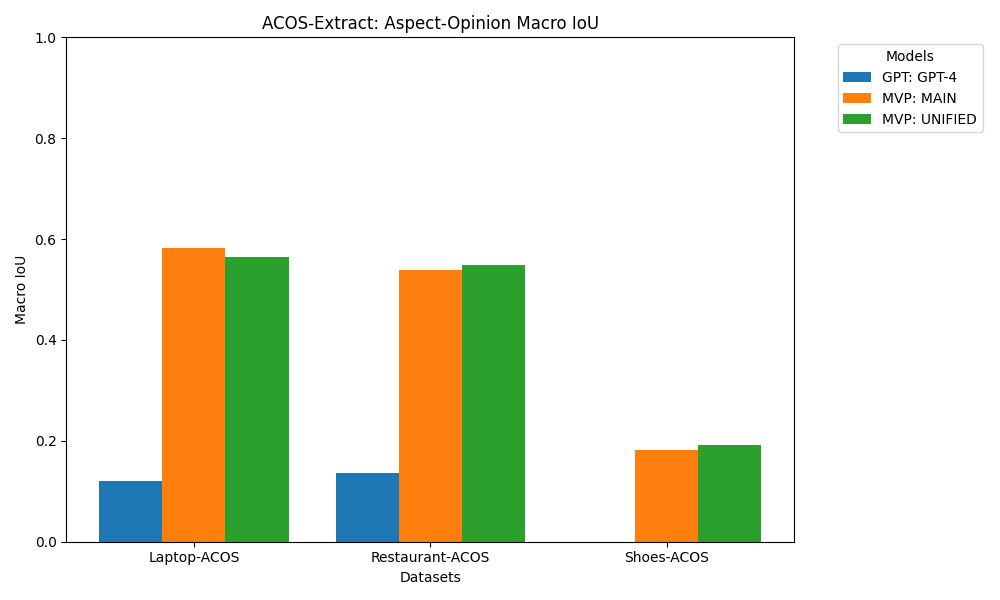 ACOS-Extract: Aspect-Opinion Macro IoU
Models
GPT: GPT-4
MVP: MAIN
MVP: UNIFIED
Macro IoU
1.0
0.8
0.6
0.4
0.2
0.0
Laptop-ACOS
Restaurant-ACOS
Shoes-ACOS
Datasets